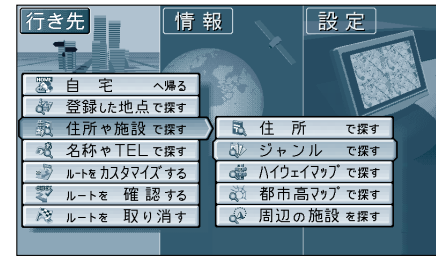 行き先
情報
設定
HOME 自宅へ帰る
登録した地点で探す
住所や施設で探す
名称やTELで探す
ルートをカスタマイズする
ルートを確認する
ルートを取り消す
住所で探す
ジャンルで探す
ハイウェイマップで探す
都市高マップで探す
周辺の施設を探す